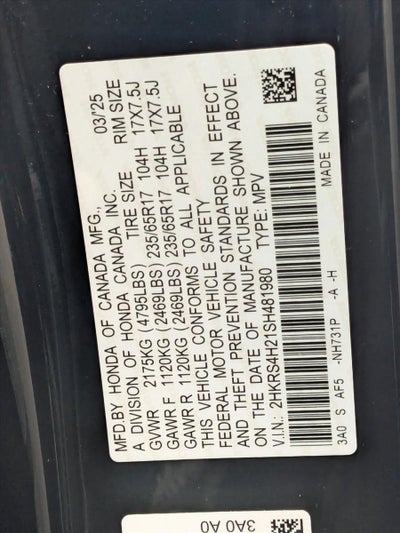 MFD.BY HONDA OF CANADA MFG., 03/'25
A DIVISION OF HONDA CANADA INC.
TIRE SIZE RIM SIZE
GVWR 2175KG (4795LBS)
GAWR F 1120KG (2469LBS) 235/65R17 104H 17X7.5J
GAWR R 1120KG (2469LBS) 235/65R17 104H 17X7.5J
THIS VEHICLE CONFORMS TO ALL APPLICABLE
FEDERAL MOTOR VEHICLE SAFETY
AND THEFT PREVENTION STANDARDS IN EFFECT
ON THE DATE OF MANUFACTURE SHOWN ABOVE.
V.I.N.: 2HKRS4H21SH481980 TYPE: MPV
3A0 S AF5 -NH731P -A -H MADE IN CANADA
3A0 A0